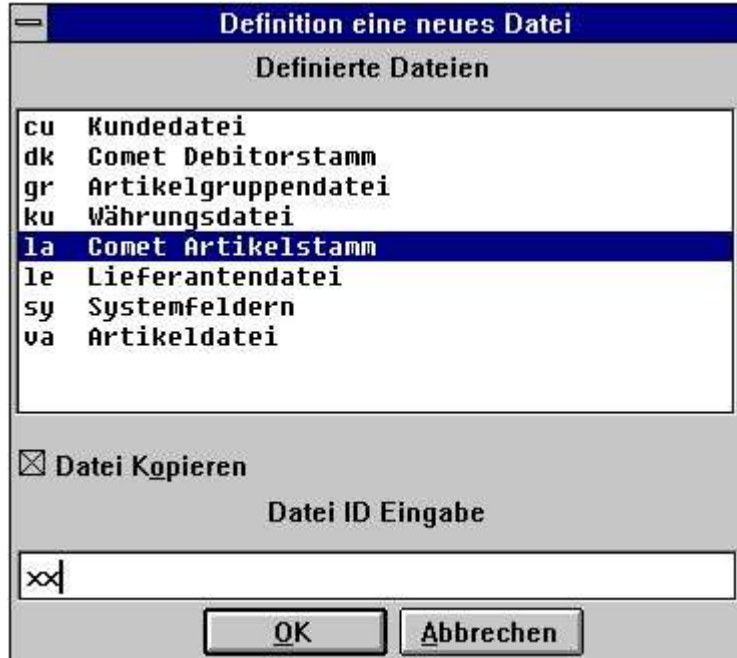 Definition eine neues Datei
Definierte Dateien
cu Kundedatei
dk Comet Debitorstamm
gr Artikelgruppendatei
ku Währungsdatei
la Comet Artikelstamm
le Lieferantendatei
sy Systemfeldern
va Artikeldatei
Datei Kopieren
Datei ID Eingabe
xx
OK Abbrechen